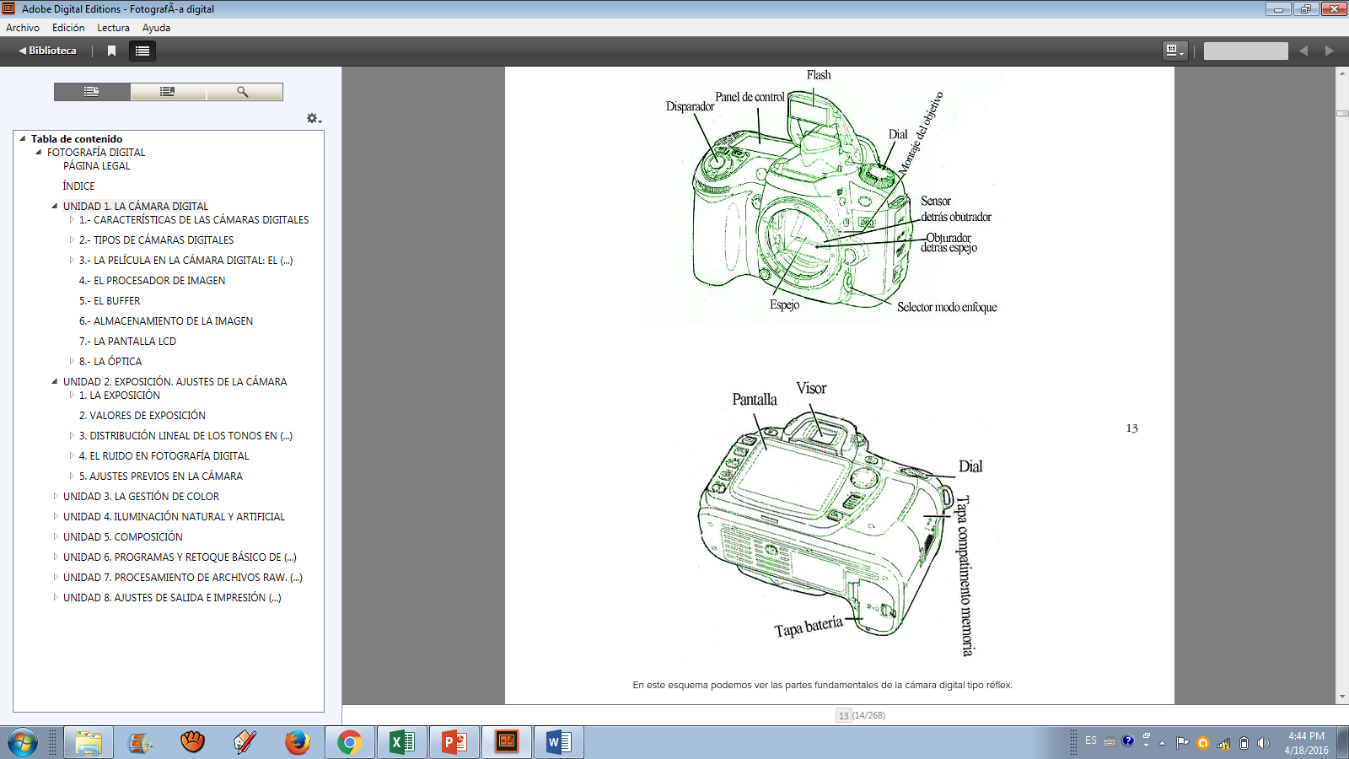 Adobe Digital Editions - FotografÃ-a digital
Archivo Edición Lectura Ayuda
Biblioteca
Tabla de contenido
FOTOGRAFÍA DIGITAL
PÁGINA LEGAL
ÍNDICE
UNIDAD 1. LA CÁMARA DIGITAL
1.- CARACTERÍSTICAS DE LAS CÁMARAS DIGITALES
2.- TIPOS DE CÁMARAS DIGITALES
3.- LA PELÍCULA EN LA CÁMARA DIGITAL: EL (...)
4.- EL PROCESADOR DE IMAGEN
5.- EL BUFFER
6.- ALMACENAMIENTO DE LA IMAGEN
7.- LA PANTALLA LCD
8.- LA ÓPTICA
UNIDAD 2. EXPOSICIÓN. AJUSTES DE LA CÁMARA
1. LA EXPOSICIÓN
2. VALORES DE EXPOSICIÓN
3. DISTRIBUCIÓN LINEAL DE LOS TONOS EN (...)
4. EL RUIDO EN FOTOGRAFÍA DIGITAL
5. AJUSTES PREVIOS EN LA CÁMARA
UNIDAD 3. LA GESTIÓN DE COLOR
UNIDAD 4. ILUMINACIÓN NATURAL Y ARTIFICIAL
UNIDAD 5. COMPOSICIÓN
UNIDAD 6. PROGRAMAS Y RETOQUE BÁSICO DE (...)
UNIDAD 7. PROCESAMIENTO DE ARCHIVOS RAW. (...)
UNIDAD 8. AJUSTES DE SALIDA E IMPRESIÓN (...)
Flash
Panel de control
Disparador
Dial
Montaje del objetivo
Sensor
detrás obutrador
Objturador
detrás espejo
Espejo
Selector modo enfoque
Visor
Pantalla
13
Dial
Tapa compatimento memoria
Tapa batería
En este esquema podemos ver las partes fundamentales de la cámara digital tipo réflex.
13 (14/268)
ES
4:44 PM
4/18/2016